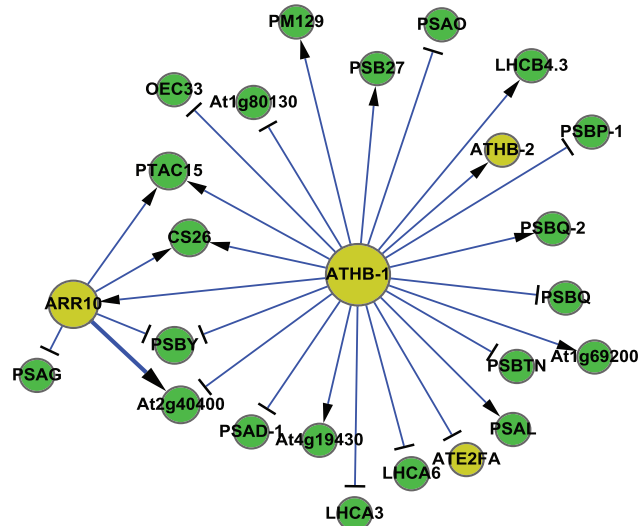 PM129
PSAO
PSB27
LHCB4.3
OEC33
At1g80130
PSBP-1
ATHB-2
PTAC15
PSBQ-2
CS26
ATHB-1
PSBQ
ARR10
PSBY
At1g69200
PSBTN
PSAG
At2g40400
PSAD-1
At4g19430
PSAL
ATE2FA
LHCA6
LHCA3